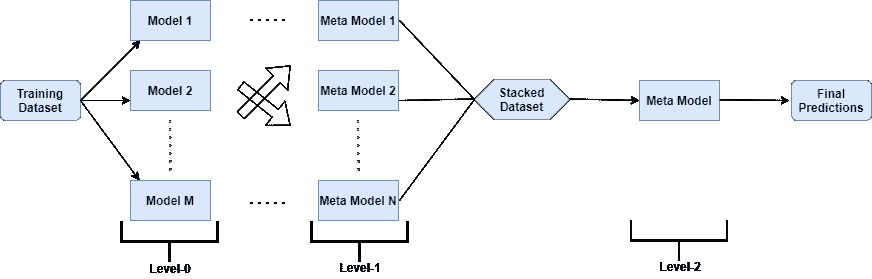 Training
Dataset
Model 1
Model 2
Model M
Level-0
Meta Model 1
Meta Model 2
Meta Model N
Level-1
Stacked
Dataset
Meta Model
Level-2
Final
Predictions